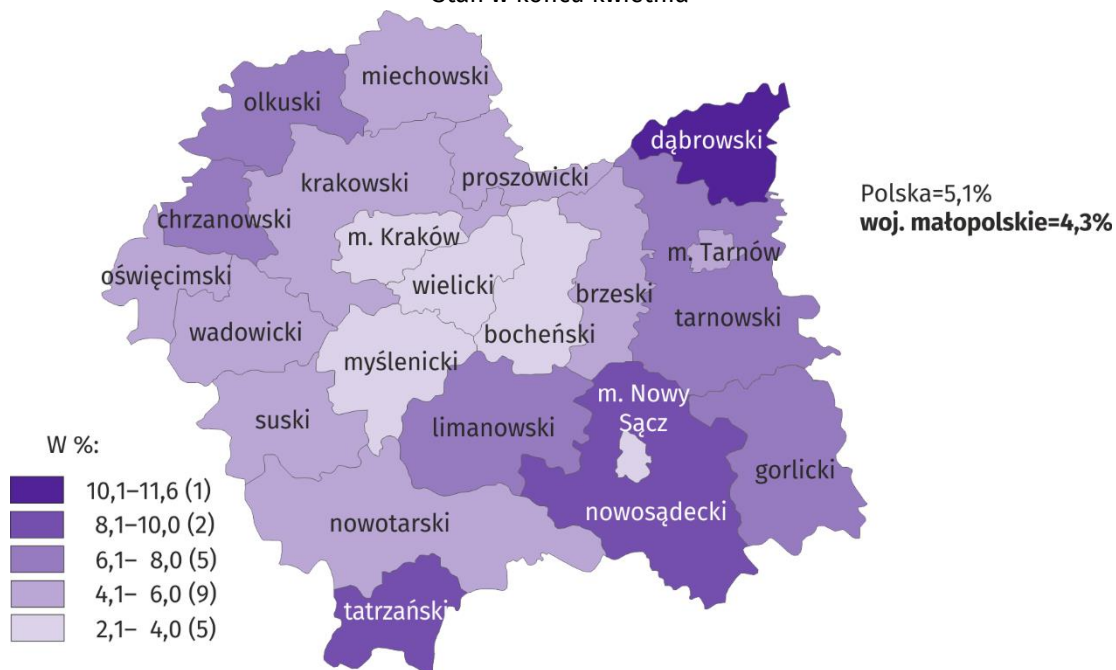 Stan w końcu kwietnia
miechowski
olkuski
dąbrowski
krakowski
proszowicki
Polska=5,1%
woj. małopolskie=4,3%
chrzanowski
m. Kraków
m. Tarnów
oświęcimski
wielicki
brzeski
tarnowski
wadowicki
bocheński
myślenicki
m. Nowy
Sącz
suski
limanowski
gorlicki
nowosądecki
nowotarski
tatrzański
W %:
10,1–11,6 (1)
8,1–10,0 (2)
6,1– 8,0 (5)
4,1– 6,0 (9)
2,1– 4,0 (5)